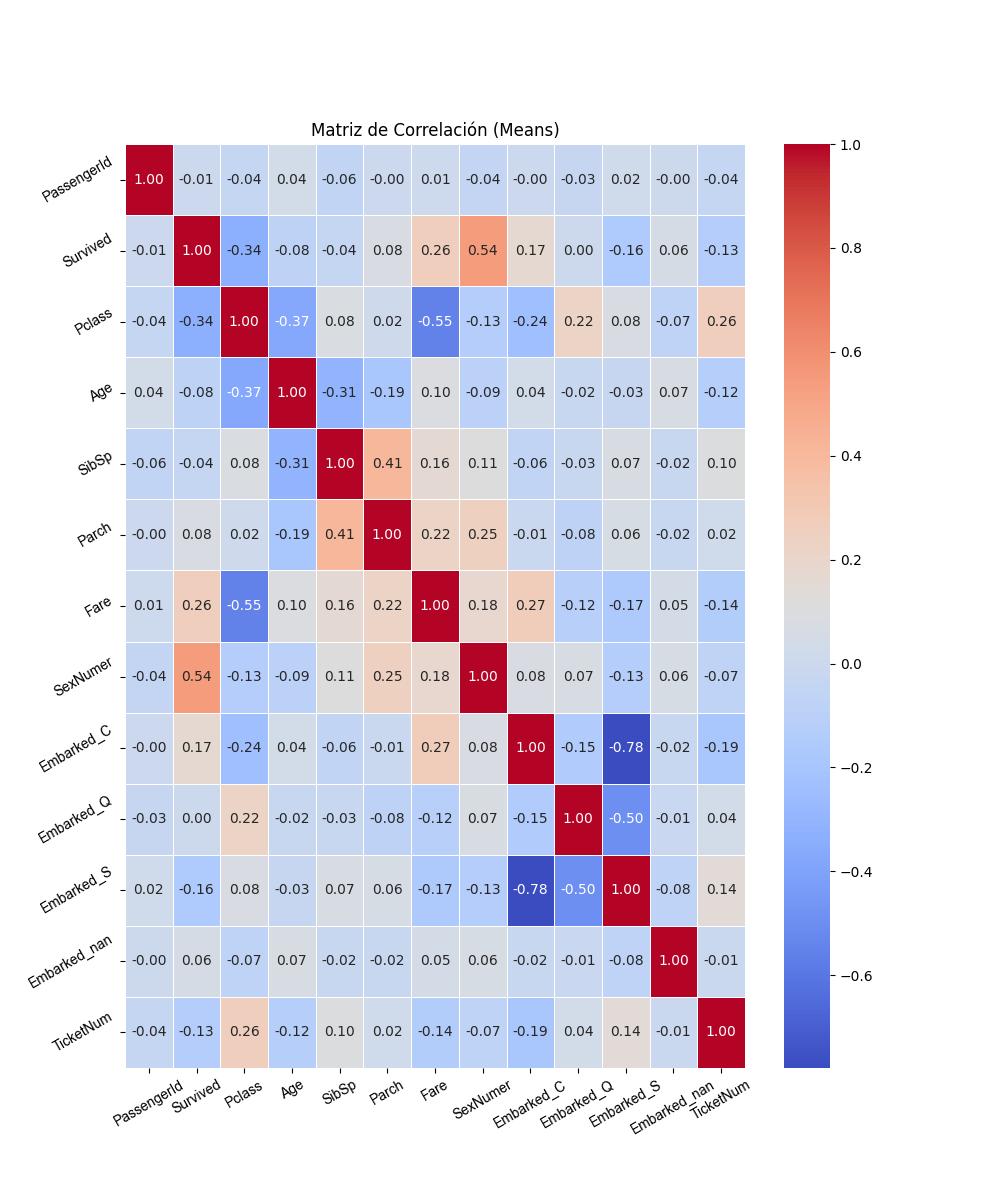 Matriz de Correlación (Means)
PassengerId 1.00 -0.01 -0.04 0.04 -0.06 -0.00 0.01 -0.04 -0.00 -0.03 0.02 -0.00 -0.04
Survived -0.01 1.00 -0.34 -0.08 -0.04 0.08 0.26 0.54 0.17 0.00 -0.16 0.06 -0.13
Pclass -0.04 -0.34 1.00 -0.37 0.08 0.02 -0.55 -0.13 -0.24 0.22 0.08 -0.07 0.26
Age 0.04 -0.08 -0.37 1.00 -0.31 -0.19 0.10 -0.09 0.04 -0.02 -0.03 0.07 -0.12
SibSp -0.06 -0.04 0.08 -0.31 1.00 0.41 0.16 0.11 -0.06 -0.03 0.07 -0.02 0.10
Parch -0.00 0.08 0.02 -0.19 0.41 1.00 0.22 0.25 -0.01 -0.08 0.06 -0.02 0.02
Fare 0.01 0.26 -0.55 0.10 0.16 0.22 1.00 0.18 0.27 -0.12 -0.17 0.05 -0.14
SexNumer -0.04 0.54 -0.13 -0.09 0.11 0.25 0.18 1.00 0.08 0.07 -0.13 0.06 -0.07
Embarked_C -0.00 0.17 -0.24 0.04 -0.06 -0.01 0.27 0.08 1.00 -0.15 -0.78 -0.02 -0.19
Embarked_Q -0.03 0.00 0.22 -0.02 -0.03 -0.08 -0.12 0.07 -0.15 1.00 -0.50 -0.01 0.04
Embarked_S 0.02 -0.16 0.08 -0.03 0.07 0.06 -0.17 -0.13 -0.78 -0.50 1.00 -0.08 0.14
Embarked_nan -0.00 0.06 -0.07 0.07 -0.02 -0.02 0.05 0.06 -0.02 -0.01 -0.08 1.00 -0.01
TicketNum -0.04 -0.13 0.26 -0.12 0.10 0.02 -0.14 -0.07 -0.19 0.04 0.14 -0.01 1.00
PassengerId Survived Pclass Age SibSp Parch Fare SexNumer Embarked_C Embarked_Q Embarked_S Embarked_nan TicketNum
1.0
0.8
0.6
0.4
0.2
0.0
−0.2
−0.4
−0.6